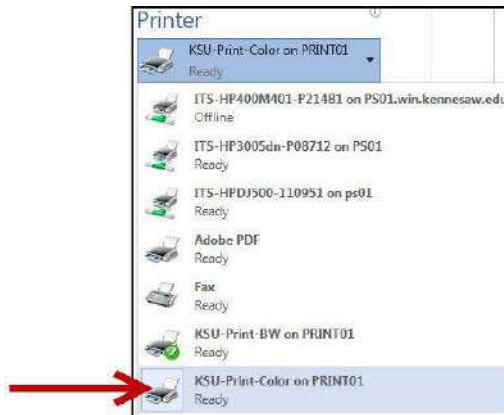 Printer
KSU-Print-Color on PRINT01
Ready
ITS-HP400M401-P21481 on PS01.win.kennesaw.edu
Offline
ITS-HP3005dn-P08712 on PS01
Ready
ITS-HPDJ500-110951 on ps01
Ready
Adobe PDF
Ready
Fax
Ready
KSU-Print-BW on PRINT01
Ready
KSU-Print-Color on PRINT01
Ready